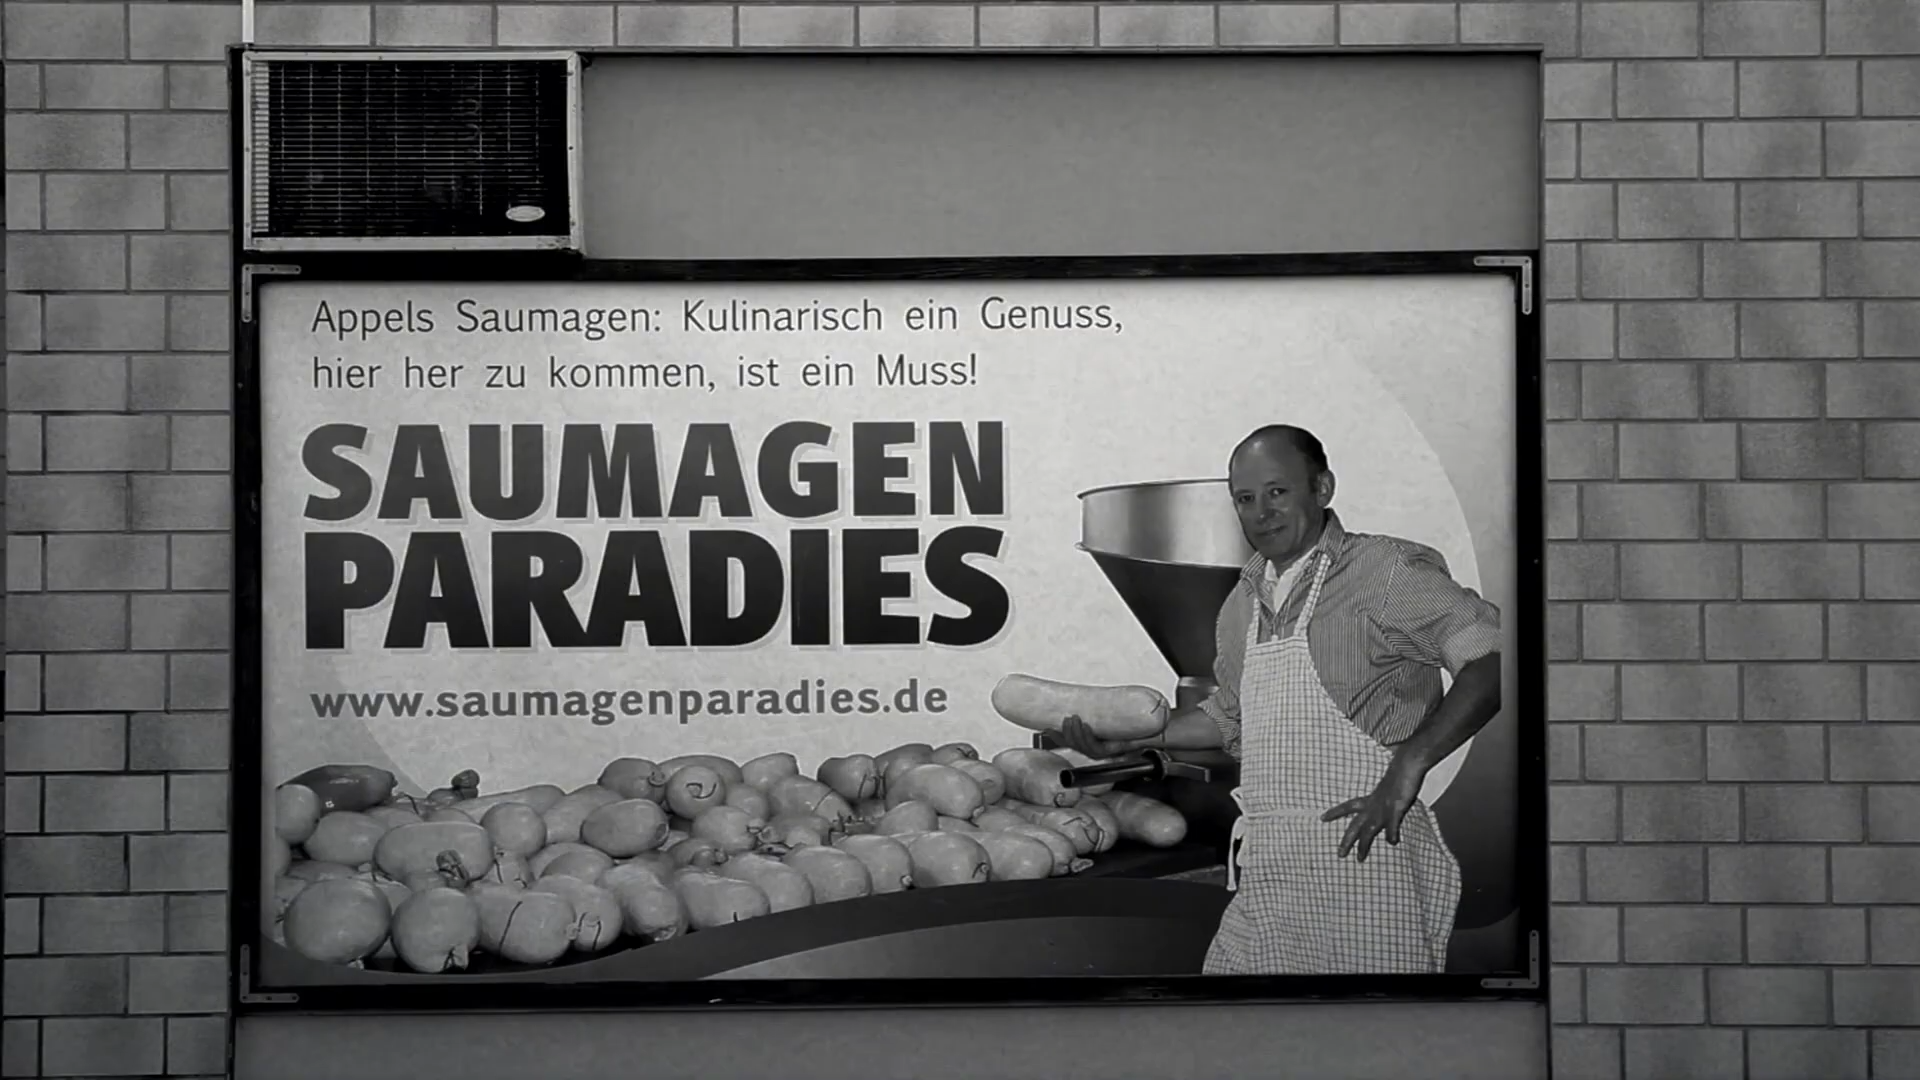 Appels Saumagen: Kulinarisch ein Genuss,
hier her zu kommen, ist ein Muss!
SAUMAGEN
PARADIES
www.saumagenparadies.de